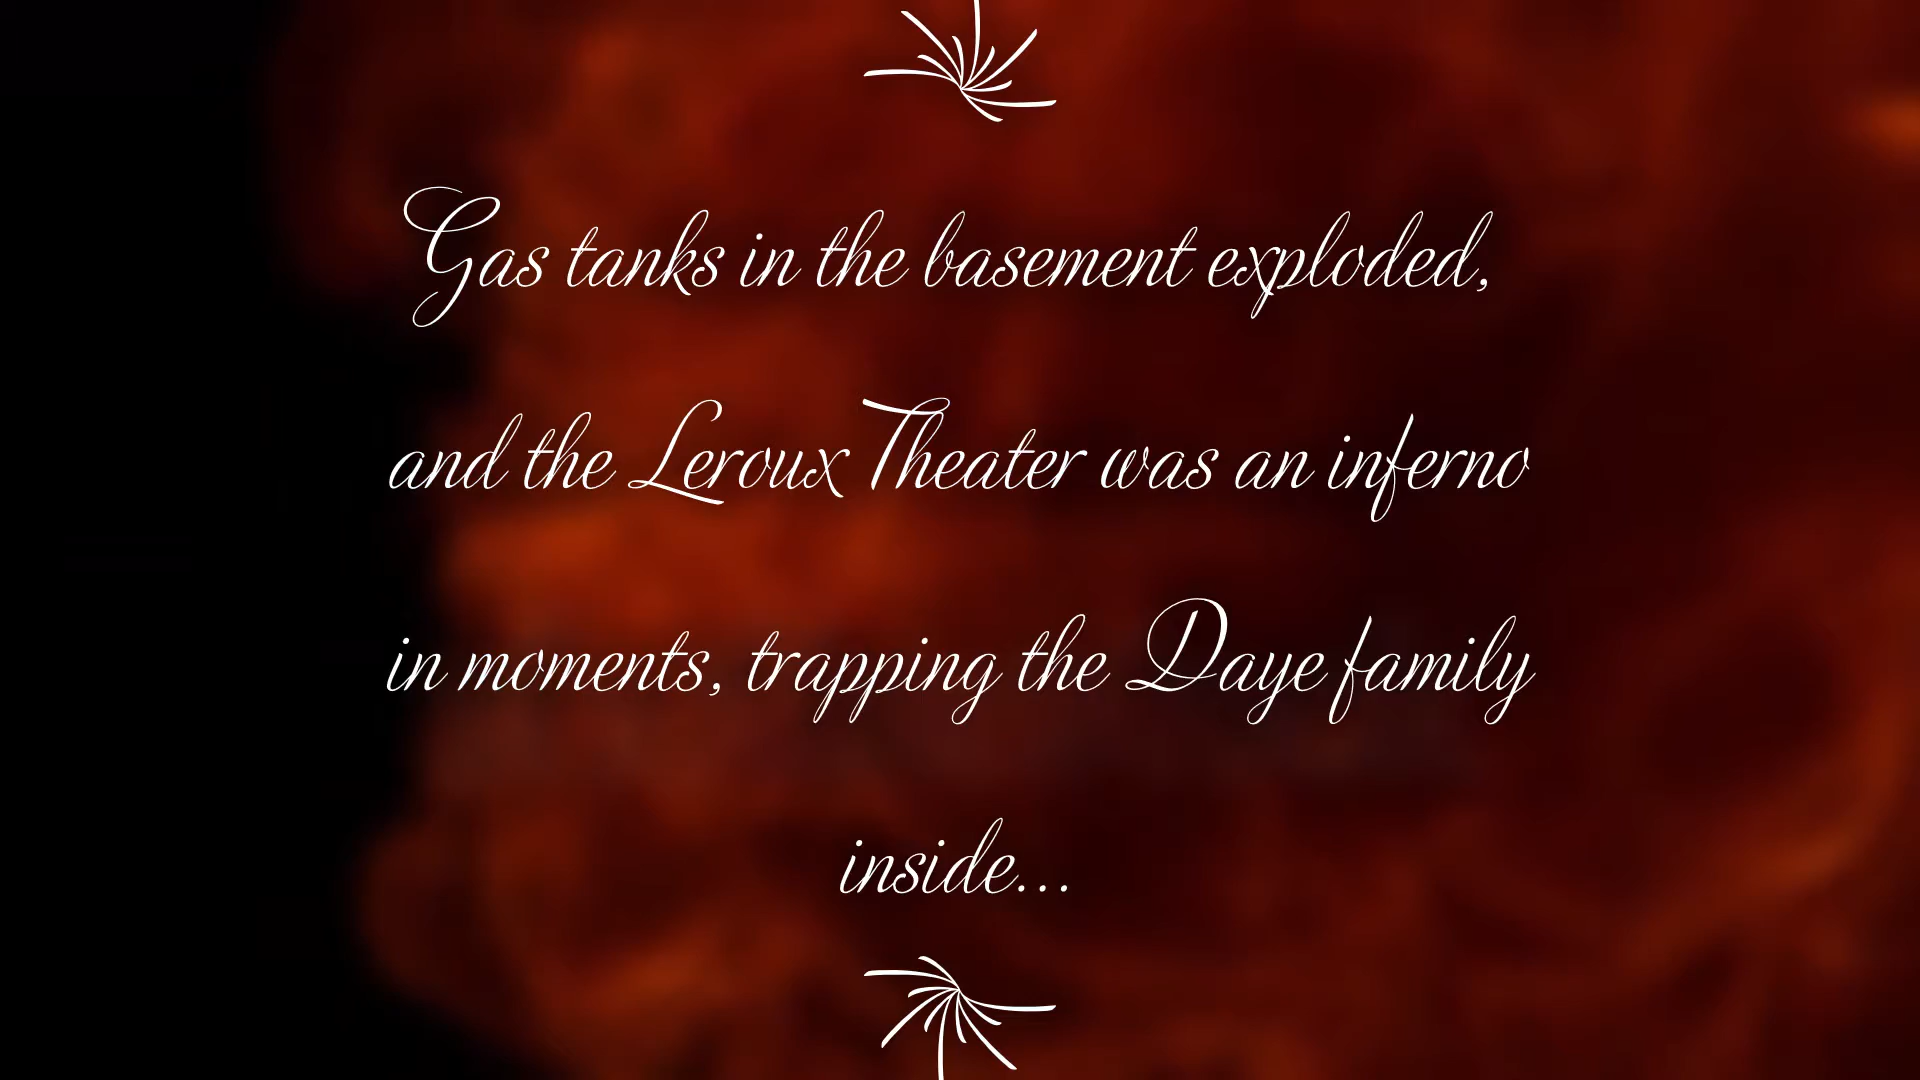 Gas tanks in the basement exploded,
and the Leroux Theater was an inferno
in moments, trapping the Daye family
inside...